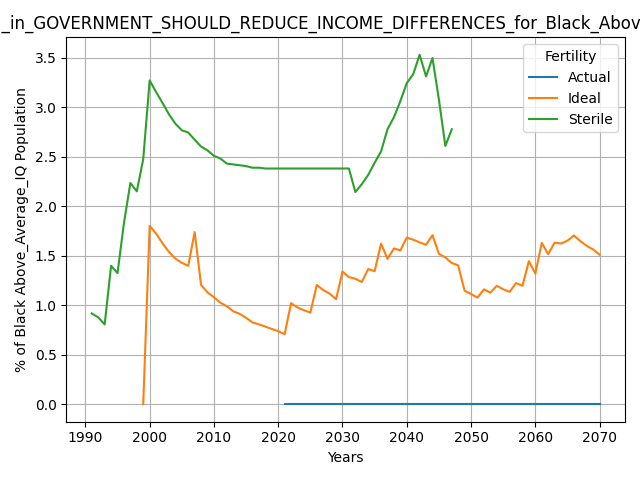 _in_GOVERNMENT_SHOULD_REDUCE_INCOME_DIFFERENCES_for_Black_Abov
Fertility
Actual
Ideal
Sterile
% of Black Above_Average_IQ Population
3.5
3.0
2.5
2.0
1.5
1.0
0.5
0.0
1990 2000 2010 2020 2030 2040 2050 2060 2070
Years